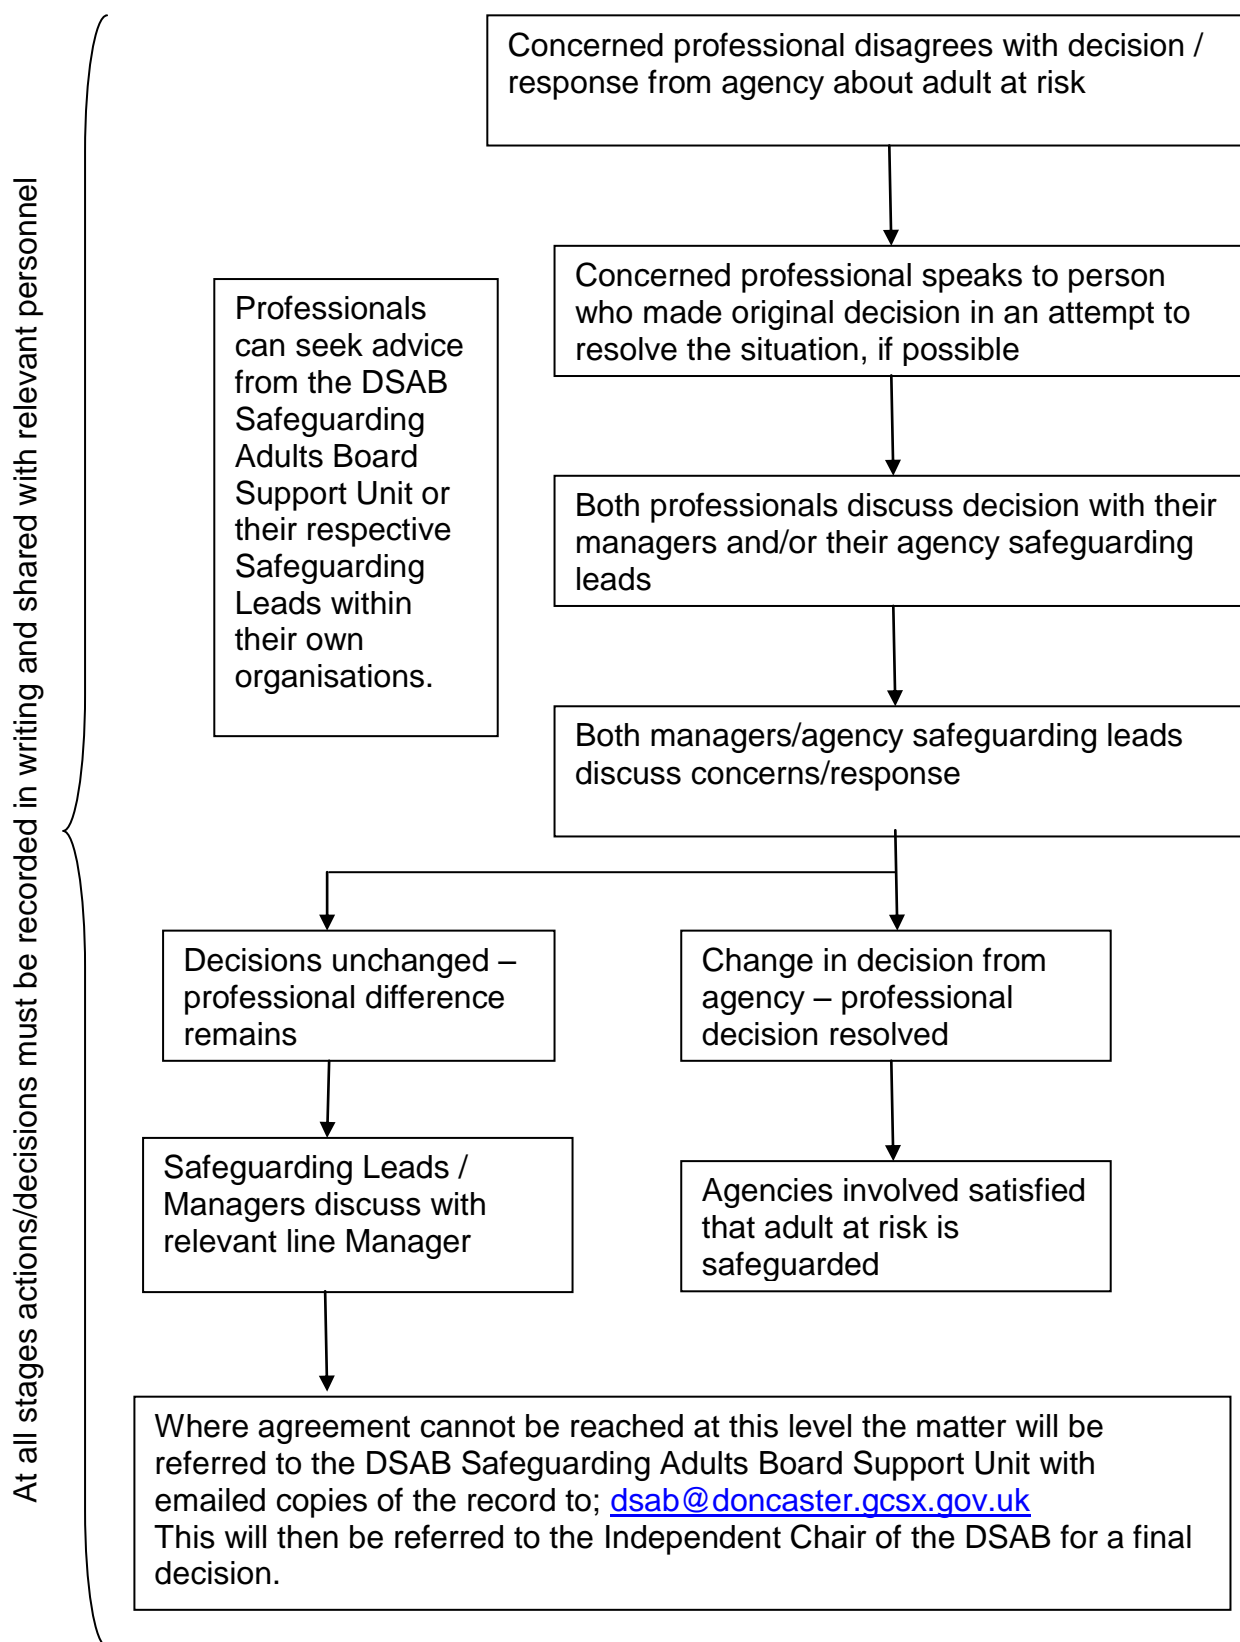 At all stages actions/decisions must be recorded in writing and shared with relevant personnel
Concerned professional disagrees with decision /
response from agency about adult at risk
Concerned professional speaks to person
who made original decision in an attempt to
resolve the situation, if possible
Professionals
can seek advice
from the DSAB
Safeguarding
Adults Board
Support Unit or
their respective
Safeguarding
Leads within
their own
organisations.
Both professionals discuss decision with their
managers and/or their agency safeguarding
leads
Both managers/agency safeguarding leads
discuss concerns/response
Decisions unchanged –
professional difference
remains
Change in decision from
agency – professional
decision resolved
Safeguarding Leads /
Managers discuss with
relevant line Manager
Agencies involved satisfied
that adult at risk is
safeguarded
Where agreement cannot be reached at this level the matter will be
referred to the DSAB Safeguarding Adults Board Support Unit with
emailed copies of the record to; dsab@doncaster.gcsx.gov.uk
This will then be referred to the Independent Chair of the DSAB for a final
decision.